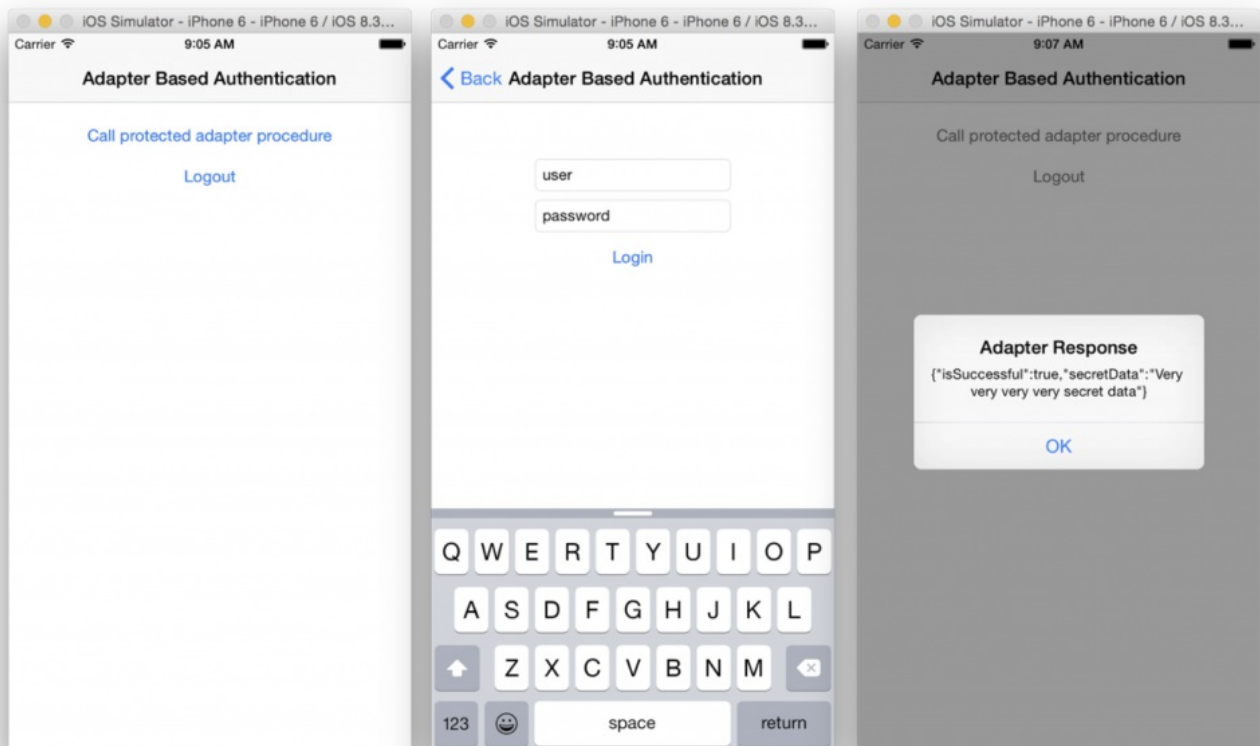 iOS Simulator - iPhone 6 - iPhone 6 / iOS 8.3...
Carrier 9:05 AM
Adapter Based Authentication
Call protected adapter procedure
Logout
iOS Simulator - iPhone 6 - iPhone 6 / iOS 8.3...
Carrier 9:05 AM
Back Adapter Based Authentication
user
password
Login
Q W E R T Y U I O P
A S D F G H J K L
Z X C V B N M
123 space return
iOS Simulator - iPhone 6 - iPhone 6 / iOS 8.3...
Carrier 9:07 AM
Adapter Based Authentication
Call protected adapter procedure
Logout
Adapter Response
{"isSuccessful":true,"secretData":"Very
very very very secret data"}
OK